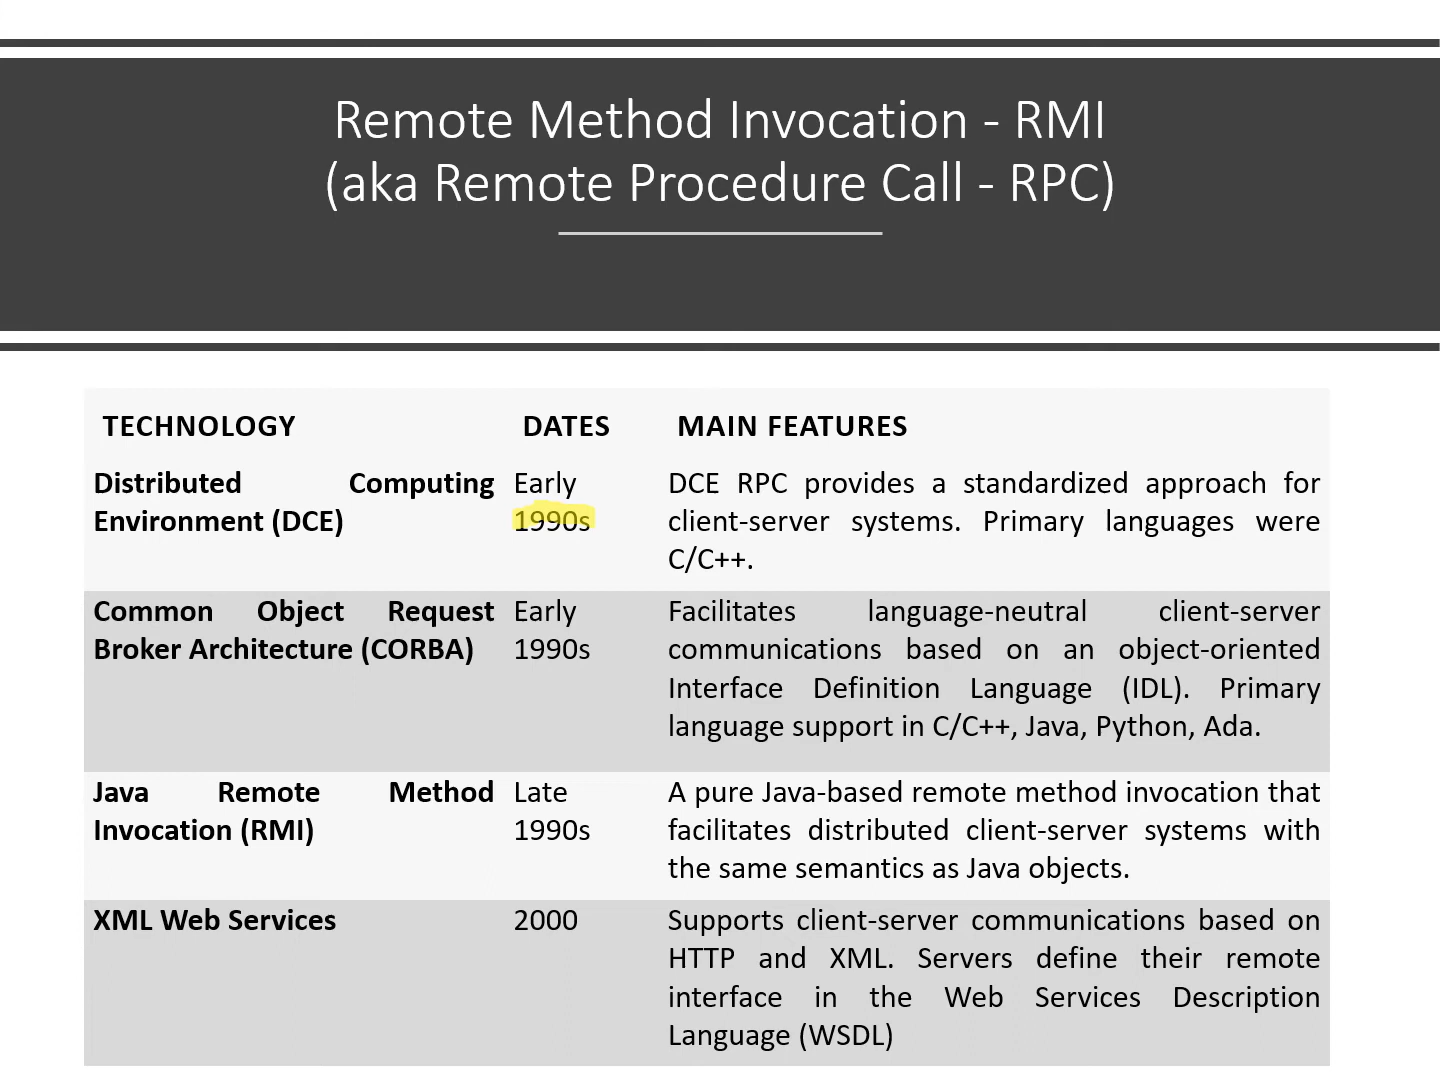 Remote Method Invocation - RMI
(aka Remote Procedure Call - RPC)
TECHNOLOGY DATES MAIN FEATURES
Distributed Computing Environment (DCE)
Early 1990s
DCE RPC provides a standardized approach for
client-server systems. Primary languages were
C/C++.
Common Object Request
Broker Architecture (CORBA)
Early
1990s
Facilitates language-neutral client-server
communications based on an object-oriented
Interface Definition Language (IDL). Primary
language support in C/C++, Java, Python, Ada.
Java Remote Method
Invocation (RMI)
Late
1990s
A pure Java-based remote method invocation that
facilitates distributed client-server systems with
the same semantics as Java objects.
XML Web Services
2000
Supports client-server communications based on
HTTP and XML. Servers define their remote
interface in the Web Services Description
Language (WSDL)